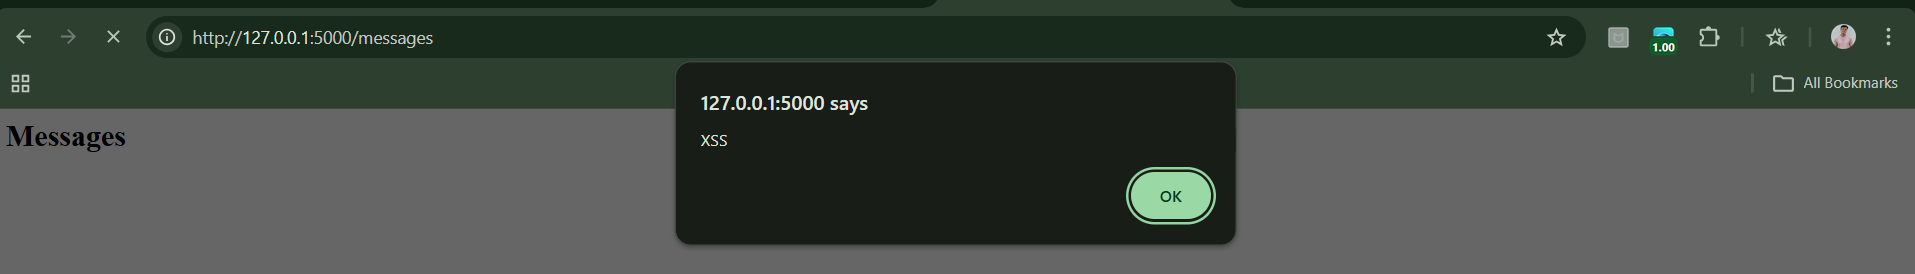 http://127.0.0.1:5000/messages
1.00
All Bookmarks
127.0.0.1:5000 says
XSS
OK
Messages